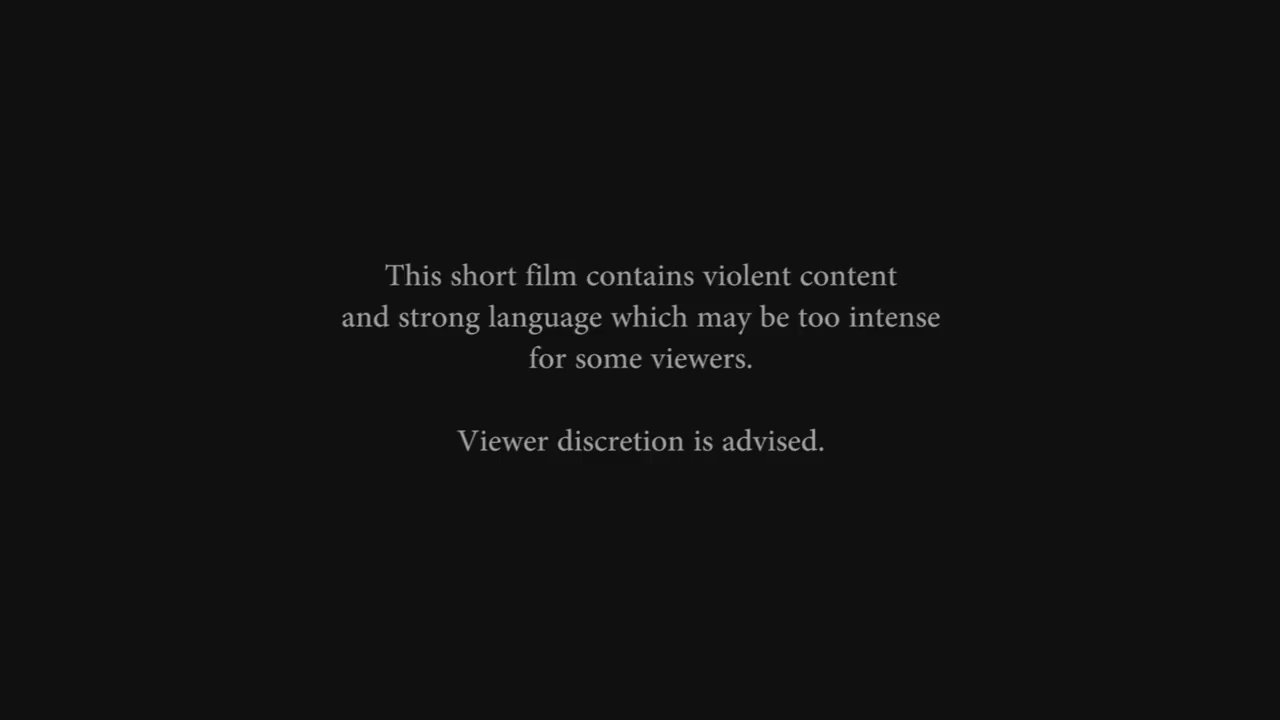 This short film contains violent content
and strong language which may be too intense
for some viewers.
Viewer discretion is advised.